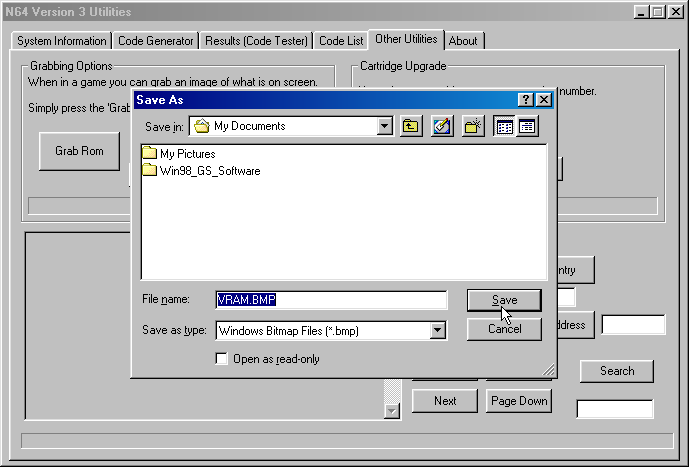 N64 Version 3 Utilities
System Information Code Generator Results (Code Tester) Code List Other Utilities About
Grabbing Options Cartridge Upgrade
When in a game you can grab an image of what is on screen.
number.
Simply press the 'Grab
Grab Rom
Save As
Save in: My Documents
My Pictures
Win98_GS_Software
File name: VRAM.BMP Save
Save as type: Windows Bitmap Files (*.bmp) Cancel
Open as read-only
ntry
ddress
Search
Next Page Down